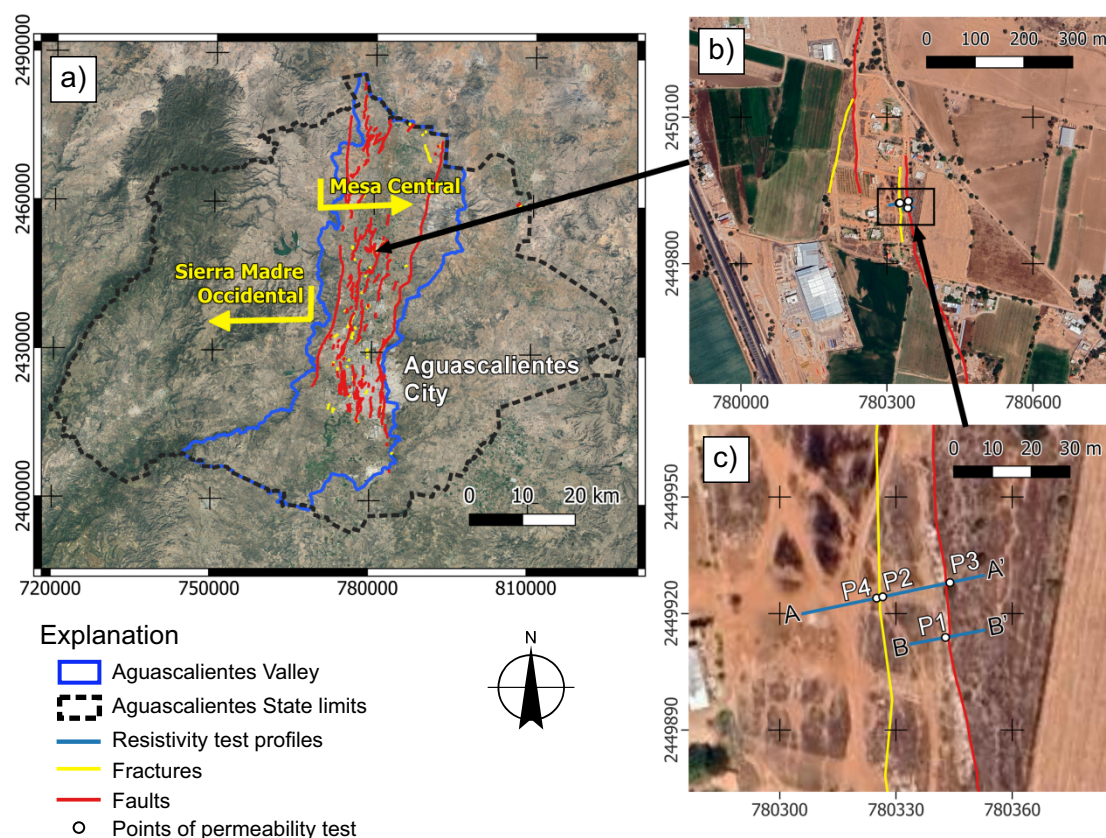 a)
2490000
2460000
2430000
2400000
720000
750000
780000
810000
Mesa Central
Sierra Madre
Occidental
Aguascalientes
City
0 10 20 km
b)
0 100 200 300 m
2450100
2449800
780000
780300
780600
c)
0 10 20 30 m
2449950
2449920
2449890
780300
780330
780360
P4
P2
P3
A
A'
P1
B
B'
Explanation
Aguascalientes Valley
Aguascalientes State limits
Resistivity test profiles
Fractures
Faults
Points of permeability test
N